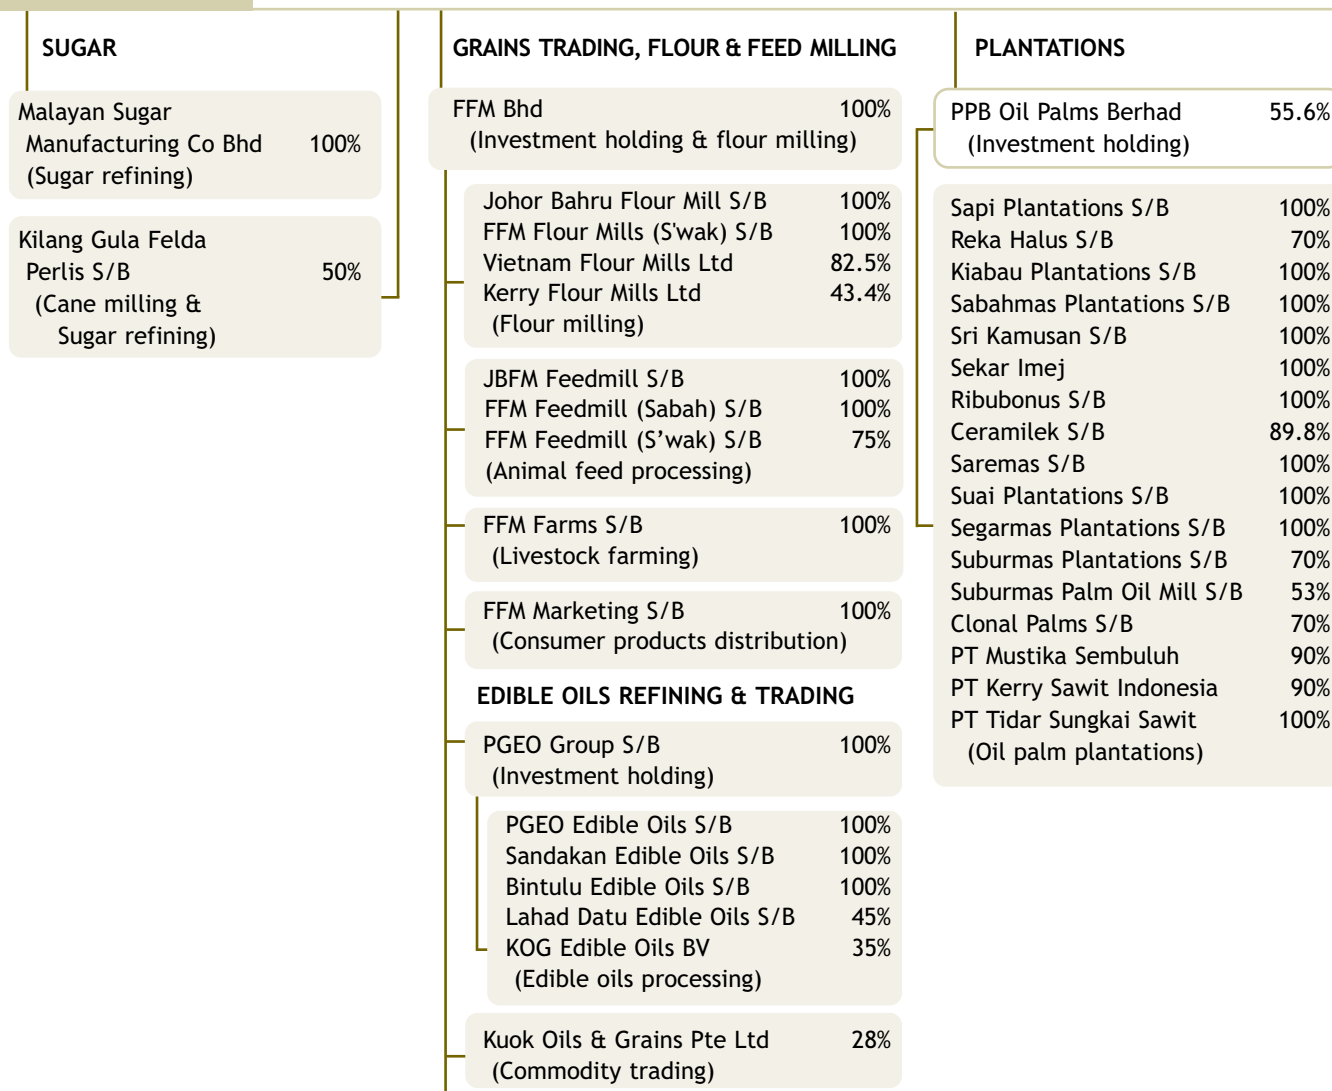 SUGAR
Malayan Sugar
Manufacturing Co Bhd 100%
(Sugar refining)
Kilang Gula Felda
Perlis S/B 50%
(Cane milling &
Sugar refining)
GRAINS TRADING, FLOUR & FEED MILLING
FFM Bhd 100%
(Investment holding & flour milling)
Johor Bahru Flour Mill S/B 100%
FFM Flour Mills (S'wak) S/B 100%
Vietnam Flour Mills Ltd 82.5%
Kerry Flour Mills Ltd 43.4%
(Flour milling)
JBFM Feedmill S/B 100%
FFM Feedmill (Sabah) S/B 100%
FFM Feedmill (S’wak) S/B 75%
(Animal feed processing)
FFM Farms S/B 100%
(Livestock farming)
FFM Marketing S/B 100%
(Consumer products distribution)
EDIBLE OILS REFINING & TRADING
PGEO Group S/B 100%
(Investment holding)
PGEO Edible Oils S/B 100%
Sandakan Edible Oils S/B 100%
Bintulu Edible Oils S/B 100%
Lahad Datu Edible Oils S/B 45%
KOG Edible Oils BV 35%
(Edible oils processing)
Kuok Oils & Grains Pte Ltd 28%
(Commodity trading)
PLANTATIONS
PPB Oil Palms Berhad 55.6%
(Investment holding)
Sapi Plantations S/B 100%
Reka Halus S/B 70%
Kiabau Plantations S/B 100%
Sabahmas Plantations S/B 100%
Sri Kamusan S/B 100%
Sekar Imej 100%
Ribubonus S/B 100%
Ceramilek S/B 89.8%
Saremas S/B 100%
Suai Plantations S/B 100%
Segarmas Plantations S/B 100%
Suburmas Plantations S/B 70%
Suburmas Palm Oil Mill S/B 53%
Clonal Palms S/B 70%
PT Mustika Sembuluh 90%
PT Kerry Sawit Indonesia 90%
PT Tidar Sungkai Sawit 100%
(Oil palm plantations)